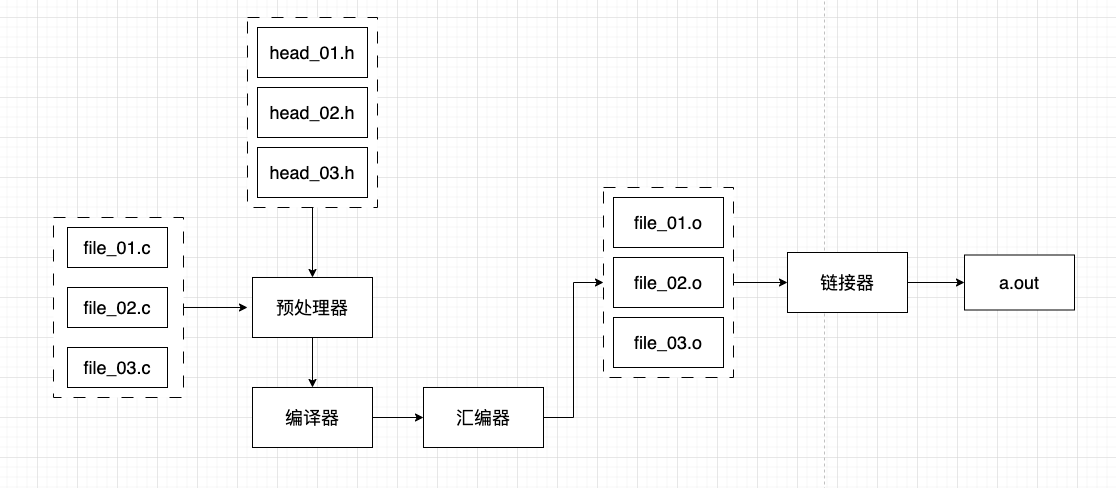 head_01.h
head_02.h
head_03.h
file_01.c
file_02.c
file_03.c
预处理器
编译器
汇编器
file_01.o
file_02.o
file_03.o
链接器
a.out